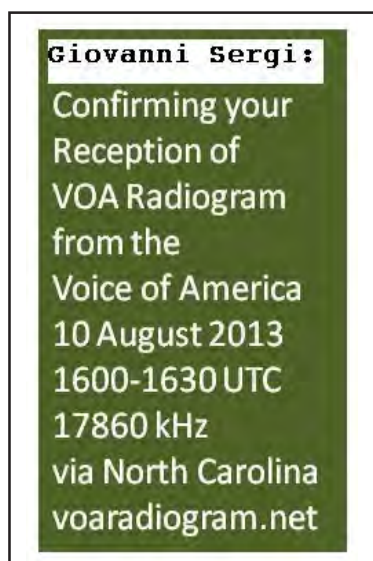 Giovanni Sergi:
Confirming your
Reception of
VOA Radiogram
from the
Voice of America
10 August 2013
1600-1630 UTC
17860 kHz
via North Carolina
voaradiogram.net